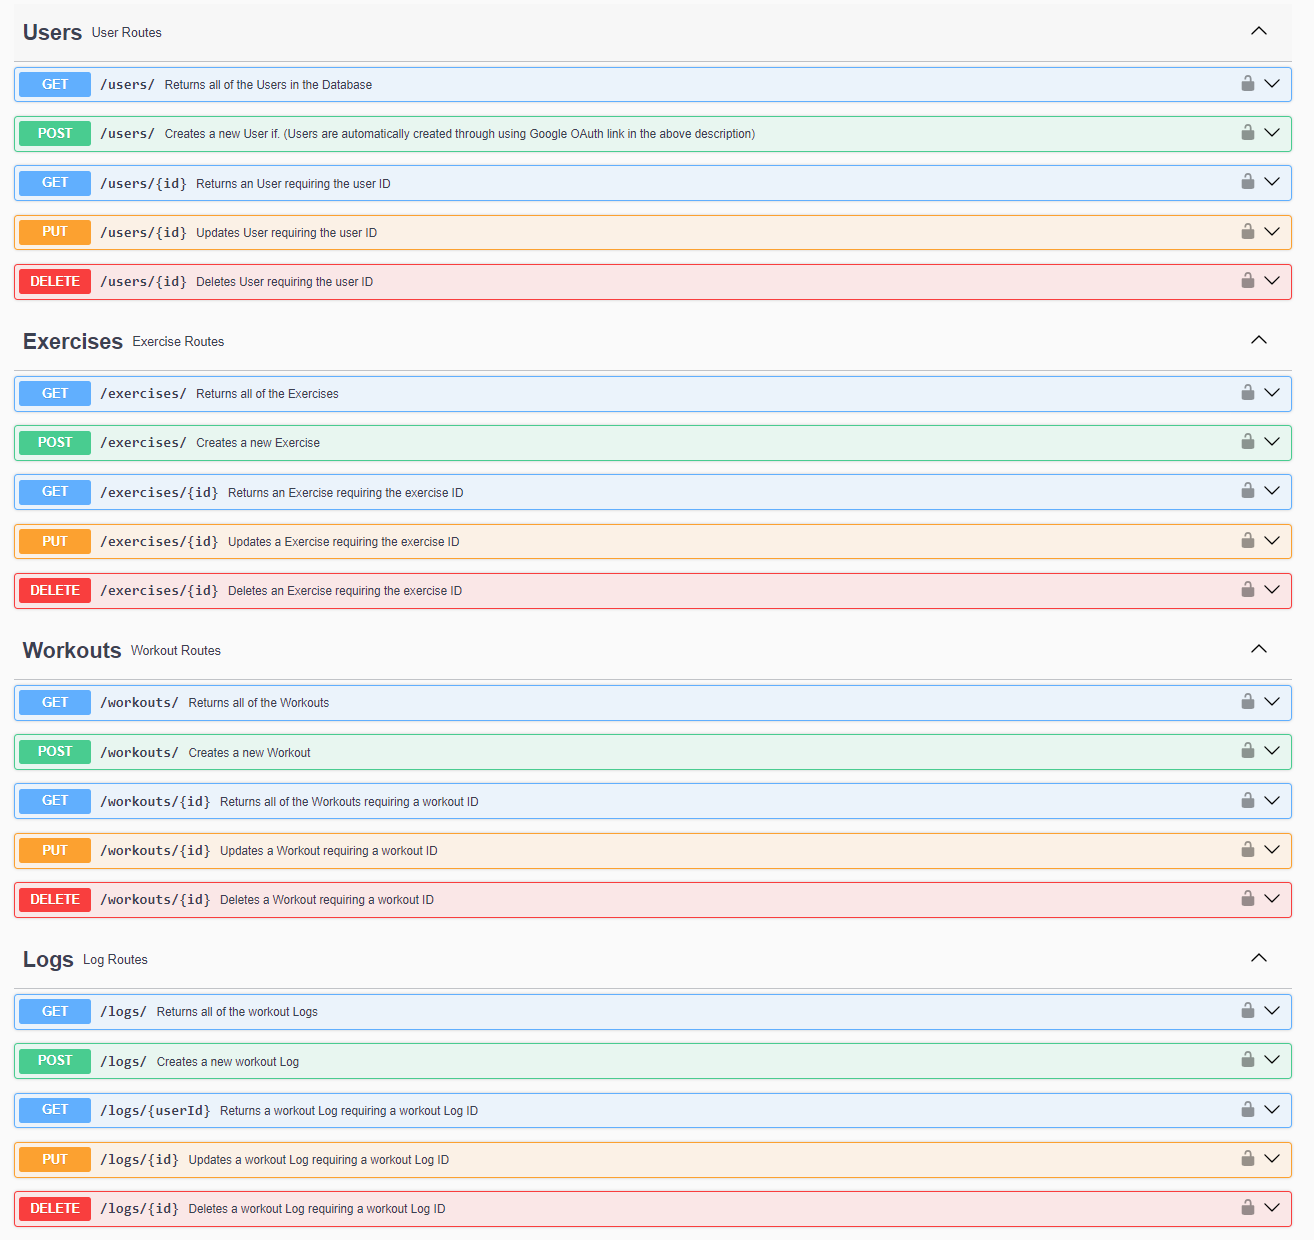 Users User Routes
GET /users/ Returns all of the Users in the Database
POST /users/ Creates a new User if. (Users are automatically created through using Google OAuth link in the above description)
GET /users/{id} Returns an User requiring the user ID
PUT /users/{id} Updates User requiring the user ID
DELETE /users/{id} Deletes User requiring the user ID
Exercises Exercise Routes
GET /exercises/ Returns all of the Exercises
POST /exercises/ Creates a new Exercise
GET /exercises/{id} Returns an Exercise requiring the exercise ID
PUT /exercises/{id} Updates a Exercise requiring the exercise ID
DELETE /exercises/{id} Deletes an Exercise requiring the exercise ID
Workouts Workout Routes
GET /workouts/ Returns all of the Workouts
POST /workouts/ Creates a new Workout
GET /workouts/{id} Returns all of the Workouts requiring a workout ID
PUT /workouts/{id} Updates a Workout requiring a workout ID
DELETE /workouts/{id} Deletes a Workout requiring a workout ID
Logs Log Routes
GET /logs/ Returns all of the workout Logs
POST /logs/ Creates a new workout Log
GET /logs/{userId} Returns a workout Log requiring a workout Log ID
PUT /logs/{id} Updates a workout Log requiring a workout Log ID
DELETE /logs/{id} Deletes a workout Log requiring a workout Log ID